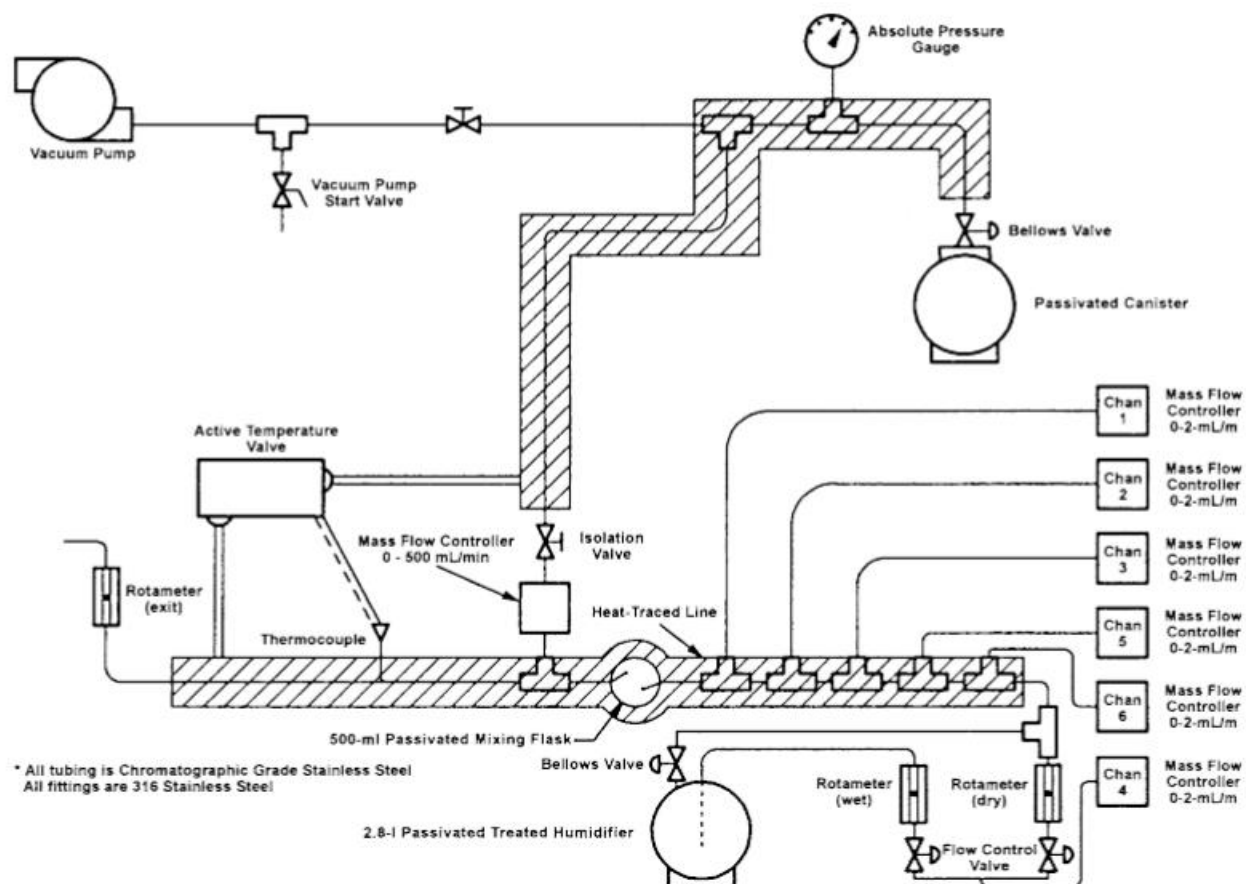 Absolute Pressure
Gauge
Vacuum Pump
Vacuum Pump
Start Valve
Bellows Valve
Passivated Canister
Active Temperature
Valve
Mass Flow Controller
0 - 500 mL/min
Isolation
Valve
Rotameter
(exit)
Thermocouple
Heat-Traced Line
Chan
1
Mass Flow
Controller
0-2-mL/m
Chan
2
Mass Flow
Controller
0-2-mL/m
Chan
3
Mass Flow
Controller
0-2-mL/m
Chan
5
Mass Flow
Controller
0-2-mL/m
Chan
6
Mass Flow
Controller
0-2-mL/m
Chan
4
Mass Flow
Controller
0-2-mL/m
500-ml Passivated Mixing Flask
* All tubing is Chromatographic Grade Stainless Steel
All fittings are 316 Stainless Steel
Bellows Valve
2.8-l Passivated Treated Humidifier
Rotameter
(wet)
Rotameter
(dry)
Flow Control
Valve